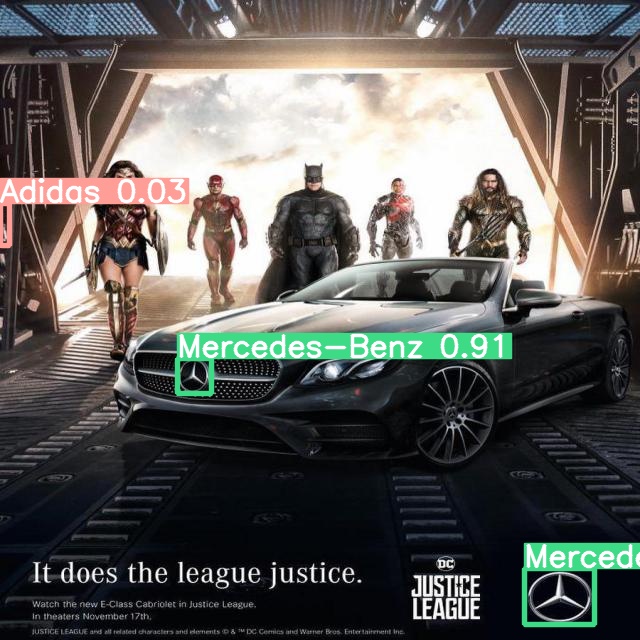 Adidas 0.03
Mercedes-Benz 0.91
Mercede
It does the league justice.
Watch the new E-Class Cabriolet in Justice League.
In theaters November 17th.
DC
JUSTICE
LEAGUE
JUSTICE LEAGUE and all related characters and elements © & ™ DC Comics and Warner Bros. Entertainment Inc.